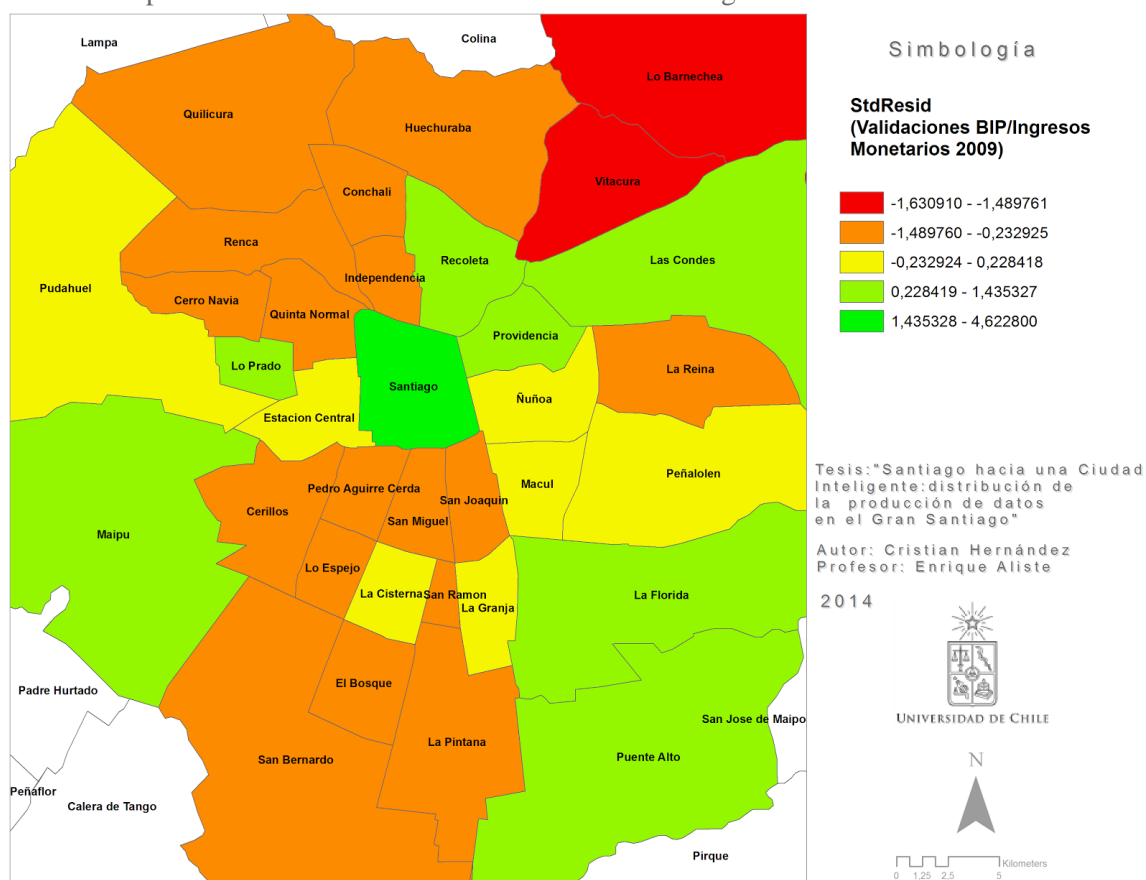 Lampa
Colina
Lo Barnechea
Quilicura
Huechuraba
Vitacura
Conchali
Renca
Recoleta
Las Condes
Independencia
Pudahuel
Cerro Navia
Quinta Normal
Providencia
Lo Prado
La Reina
Santiago
Ñuñoa
Estacion Central
Peñalolen
Macul
Pedro Aguirre Cerda
San Joaquin
Cerillos
San Miguel
Maipu
Lo Espejo
La Cisterna
San Ramon
La Granja
La Florida
El Bosque
Padre Hurtado
San Jose de Maipo
La Pintana
San Bernardo
Puente Alto
Peñaflor
Calera de Tango
Pirque
Simbología
StdResid
(Validaciones BIP/Ingresos
Monetarios 2009)
-1,630910 - -1,489761
-1,489760 - -0,232925
-0,232924 - 0,228418
0,228419 - 1,435327
1,435328 - 4,622800
Tesis:"Santiago hacia una Ciudad
Inteligente:distribución de
la producción de datos
en el Gran Santiago"
Autor: Cristian Hernández
Profesor: Enrique Aliste
2014
UNIVERSIDAD DE CHILE
N
Kilometers
0 1,25 2,5 5